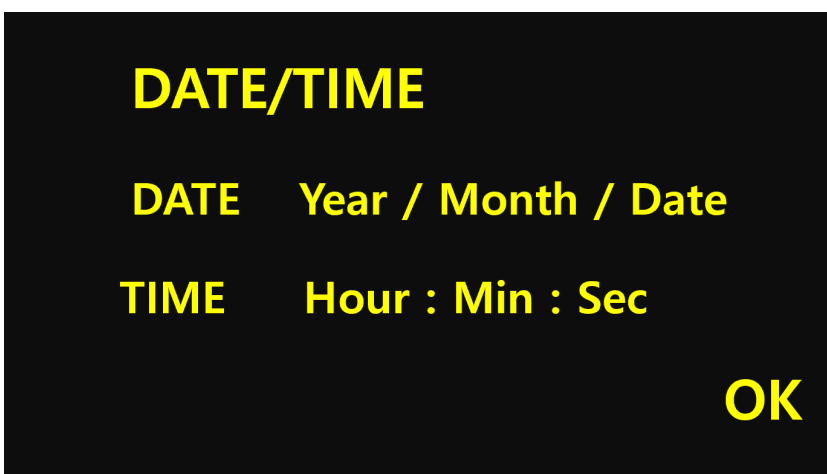 DATE/TIME
DATE Year / Month / Date
TIME Hour : Min : Sec
OK